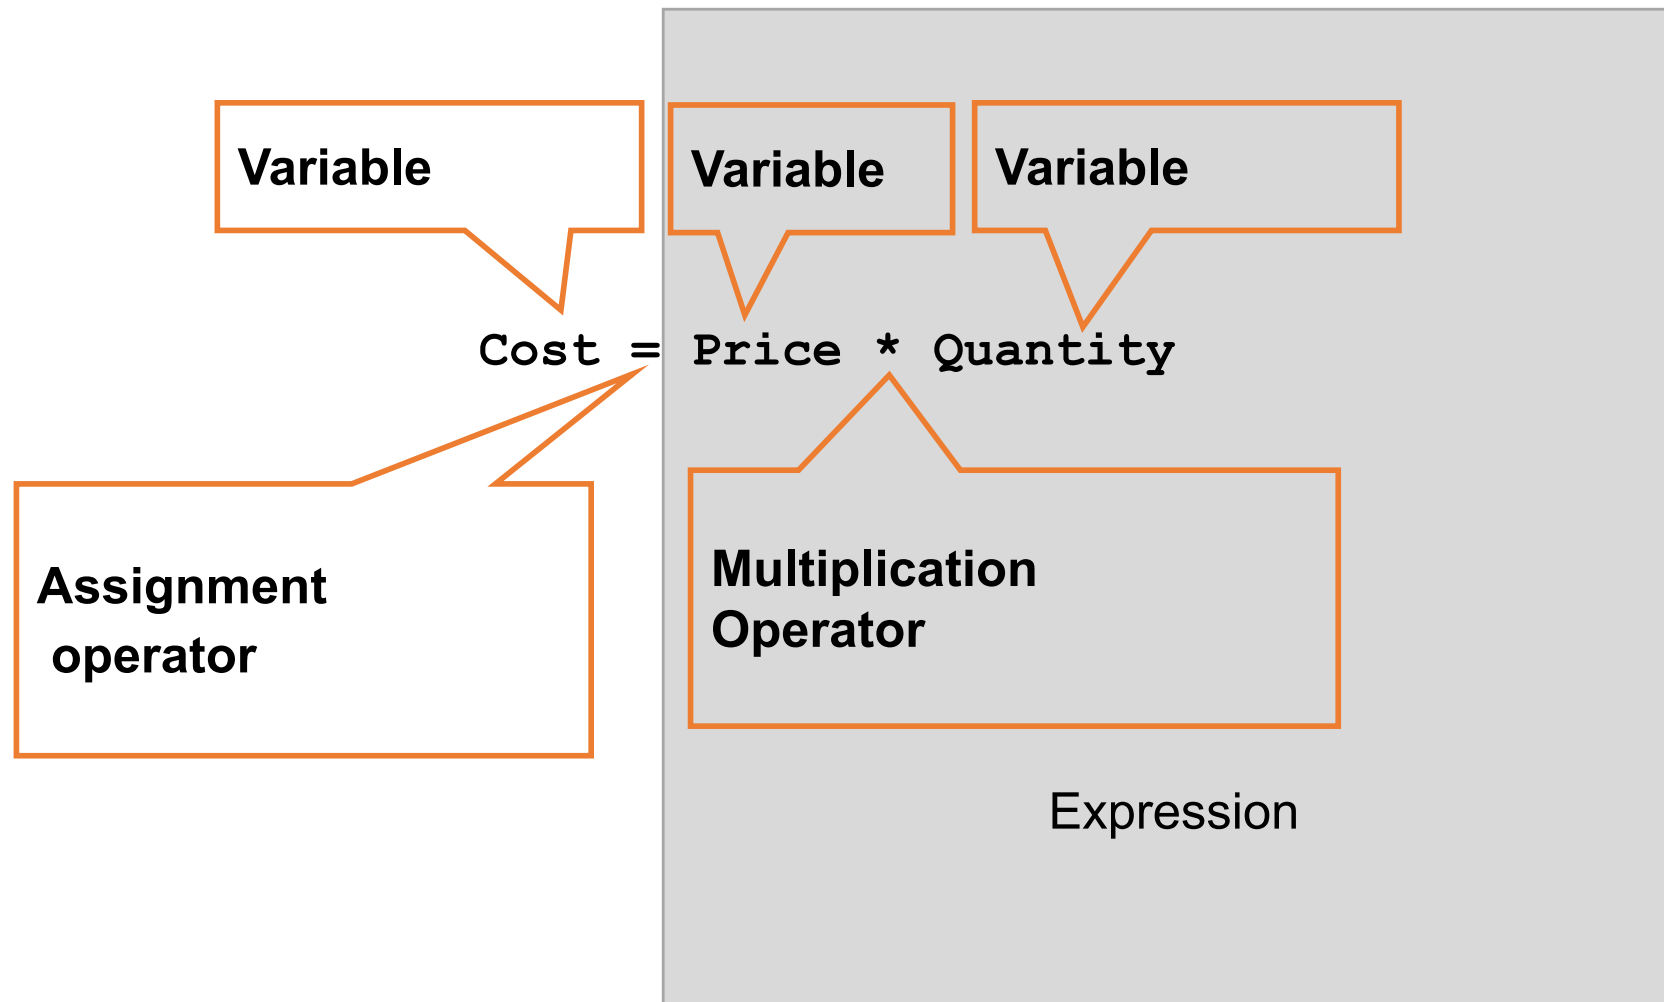 Variable
Variable
Variable
Cost = Price * Quantity
Assignment
operator
Multiplication
Operator
Expression